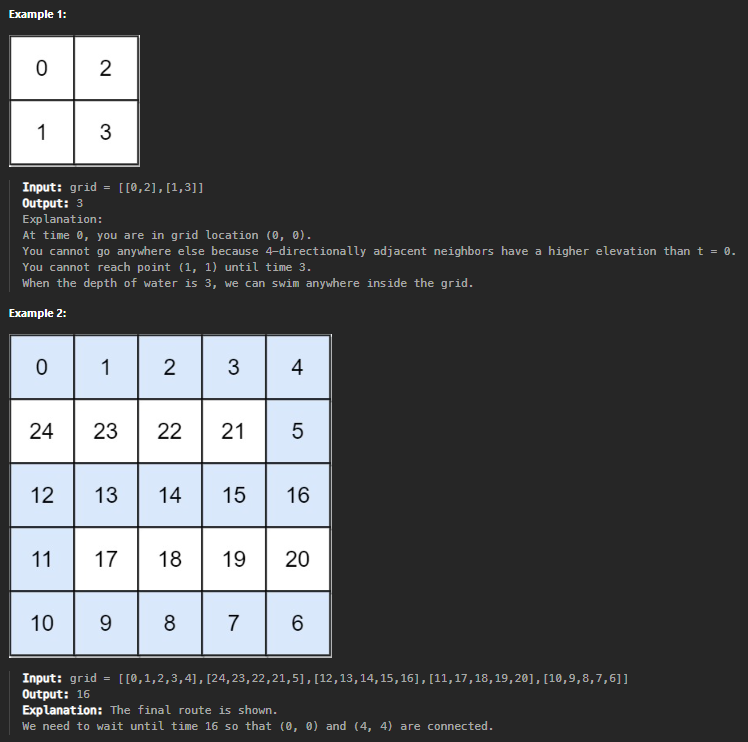 Example 1:
0 2
1 3
Input: grid = [[0,2],[1,3]]
Output: 3
Explanation:
At time 0, you are in grid location (0, 0).
You cannot go anywhere else because 4-directionally adjacent neighbors have a higher elevation than t = 0.
You cannot reach point (1, 1) until time 3.
When the depth of water is 3, we can swim anywhere inside the grid.
Example 2:
0 1 2 3 4
24 23 22 21 5
12 13 14 15 16
11 17 18 19 20
10 9 8 7 6
Input: grid = [[0,1,2,3,4],[24,23,22,21,5],[12,13,14,15,16],[11,17,18,19,20],[10,9,8,7,6]]
Output: 16
Explanation: The final route is shown.
We need to wait until time 16 so that (0, 0) and (4, 4) are connected.